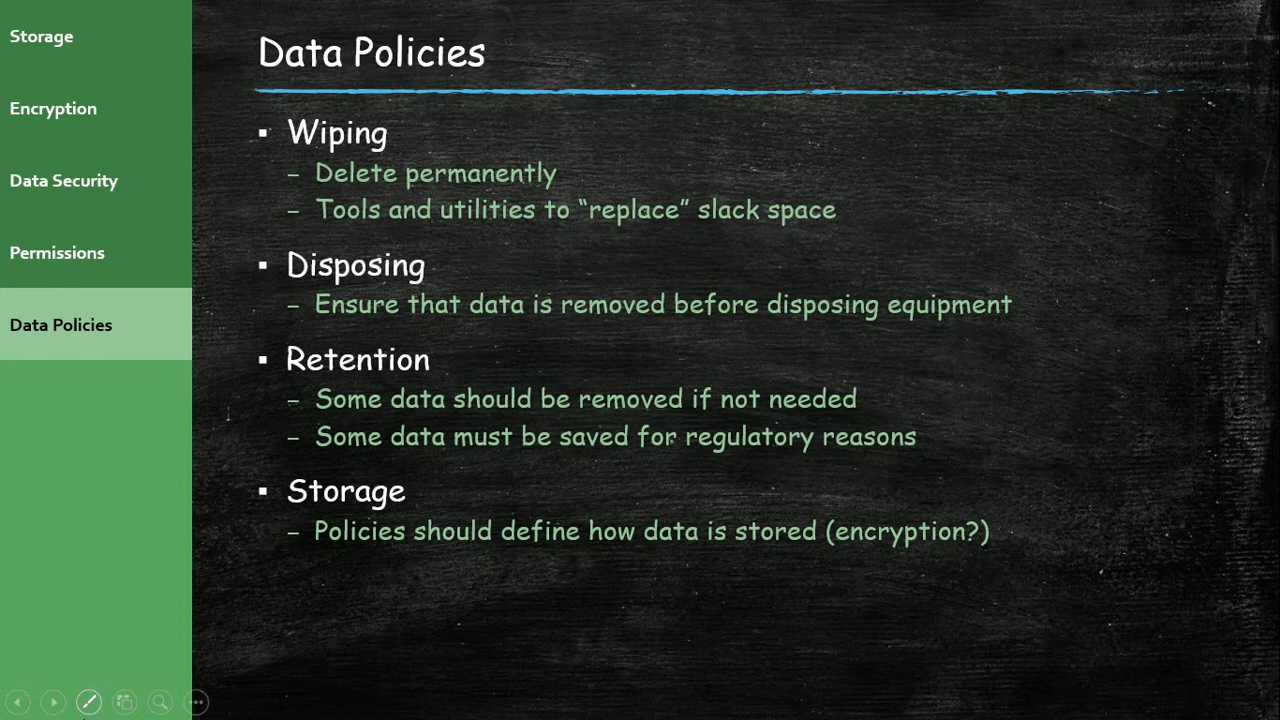 Storage
Encryption
Data Security
Permissions
Data Policies
Data Policies
▪ Wiping
– Delete permanently
– Tools and utilities to “replace” slack space
▪ Disposing
– Ensure that data is removed before disposing equipment
▪ Retention
– Some data should be removed if not needed
– Some data must be saved for regulatory reasons
▪ Storage
– Policies should define how data is stored (encryption?)